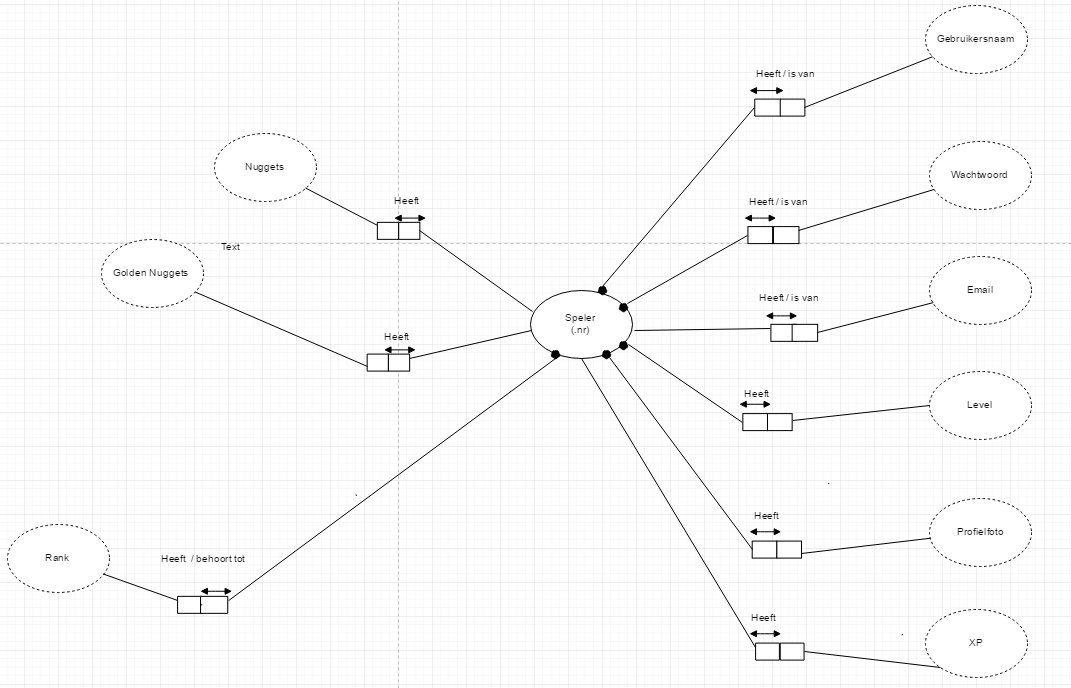 Gebruikersnaam
Heeft / is van
Nuggets
Wachtwoord
Heeft
Heeft / is van
Text
Golden Nuggets
Email
Heeft / is van
Speler
(.nr)
Heeft
Heeft
Level
Heeft
Profielfoto
Rank
Heeft / behoort tot
Heeft
XP